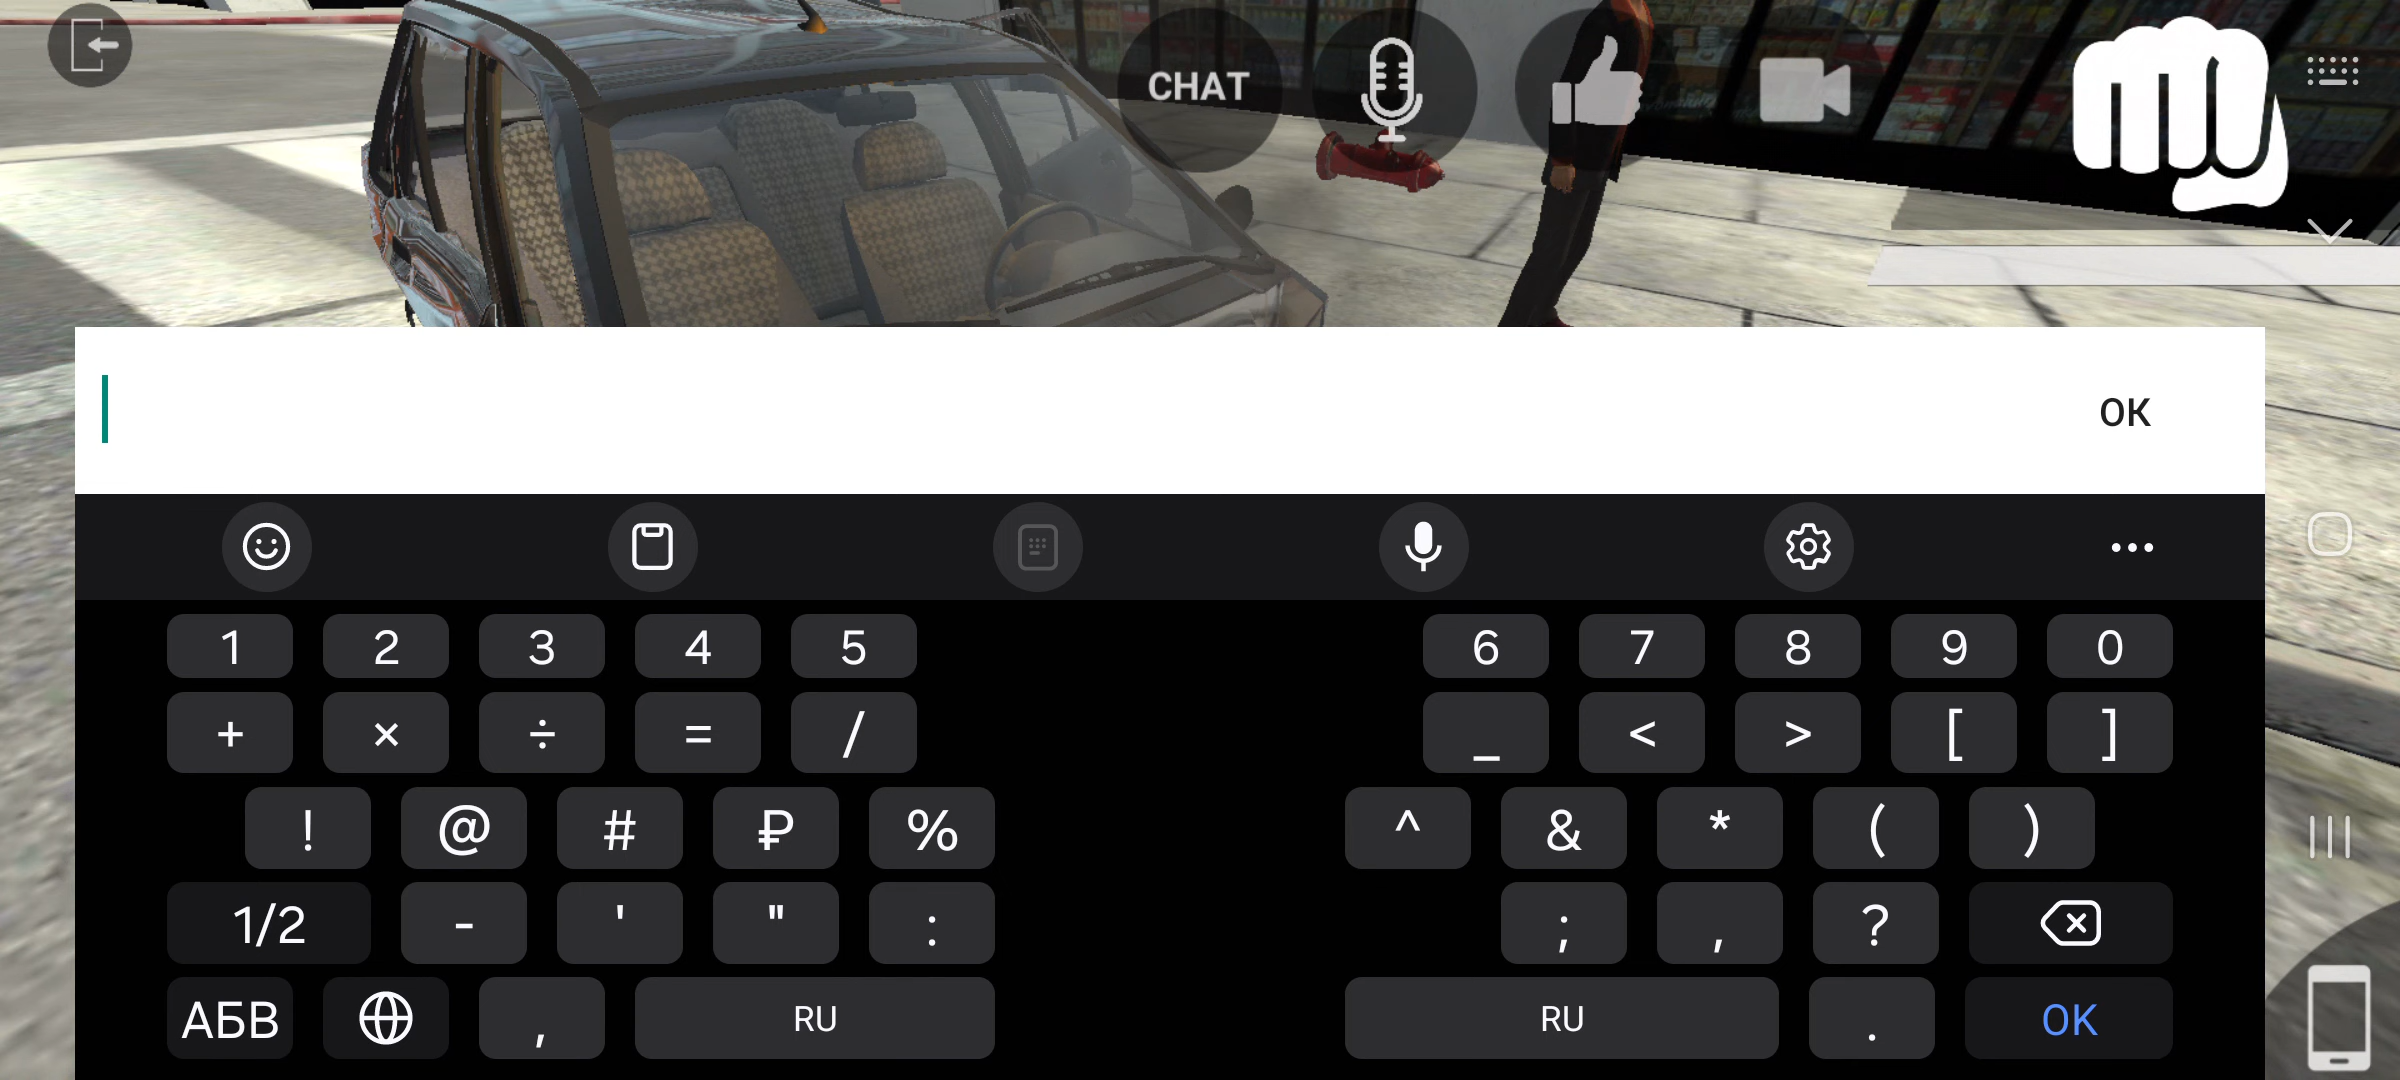 CHAT
OK
1 2 3 4 5 6 7 8 9 0
+ × ÷ = / _ < > [ ]
! @ # ₽ % ^ & * ( )
1/2 - ' " : ; , ?
АБВ , RU RU . OK